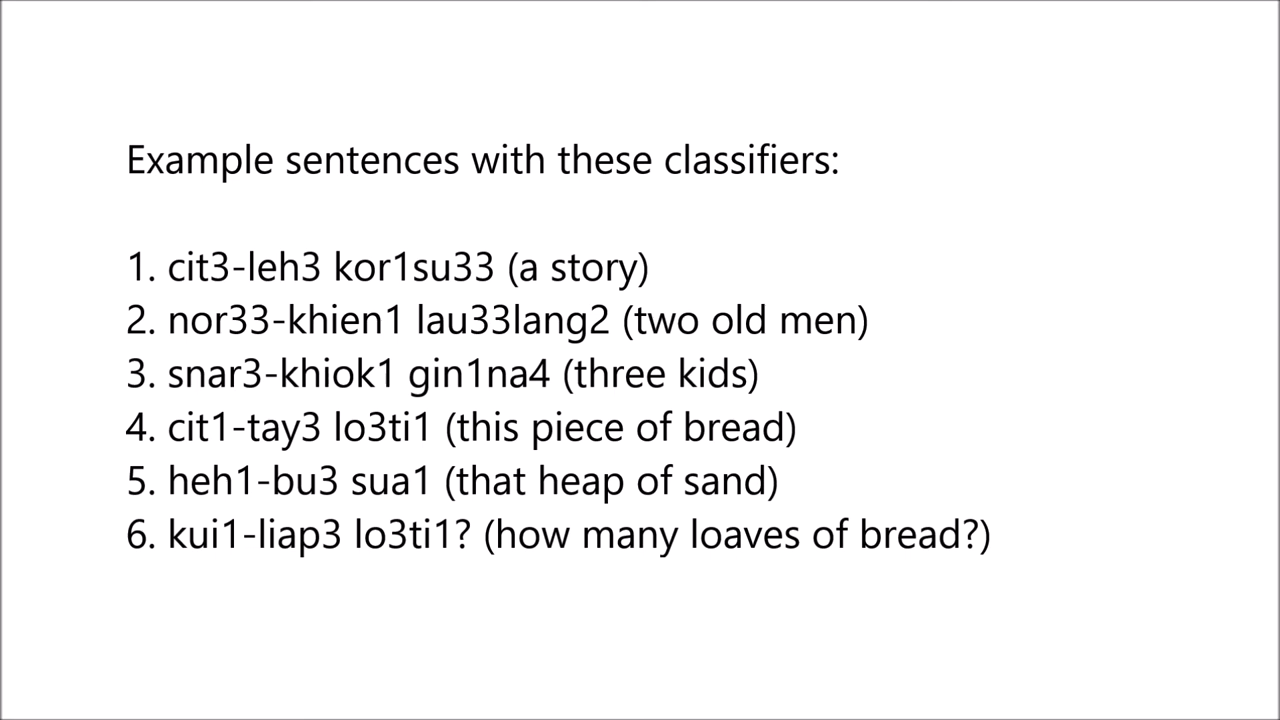 Example sentences with these classifiers:
1. cit3-leh3 kor1su33 (a story)
2. nor33-khien1 lau33lang2 (two old men)
3. snar3-khiok1 gin1na4 (three kids)
4. cit1-tay3 lo3ti1 (this piece of bread)
5. heh1-bu3 sua1 (that heap of sand)
6. kui1-liap3 lo3ti1? (how many loaves of bread?)